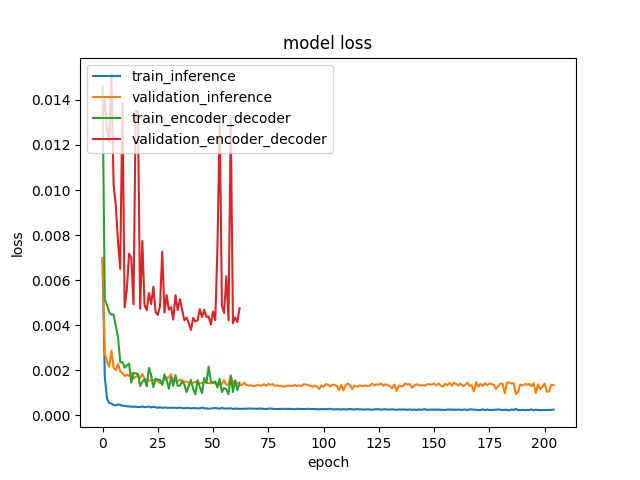 model loss
train_inference
validation_inference
train_encoder_decoder
validation_encoder_decoder
0.014
0.012
0.010
0.008
0.006
0.004
0.002
0.000
loss
0 25 50 75 100 125 150 175 200
epoch